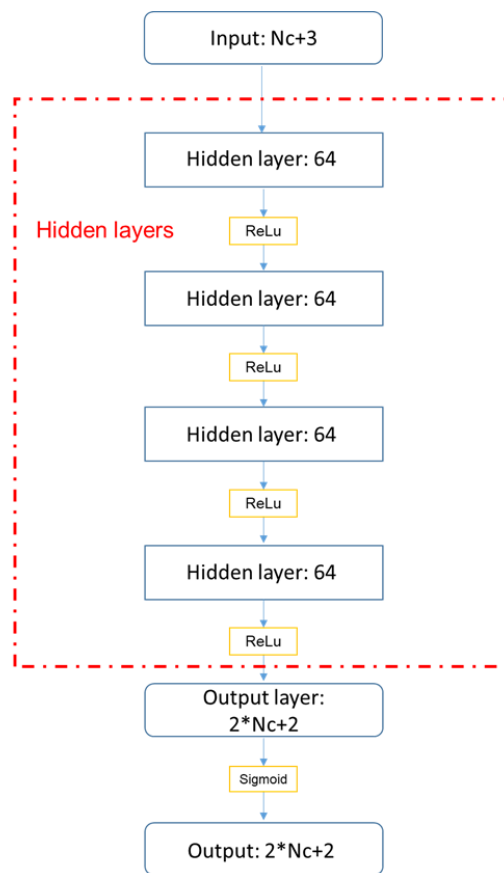 Input: Nc+3
Hidden layer: 64
Hidden layers
ReLu
Hidden layer: 64
ReLu
Hidden layer: 64
ReLu
Hidden layer: 64
ReLu
Output layer:
2*Nc+2
Sigmoid
Output: 2*Nc+2